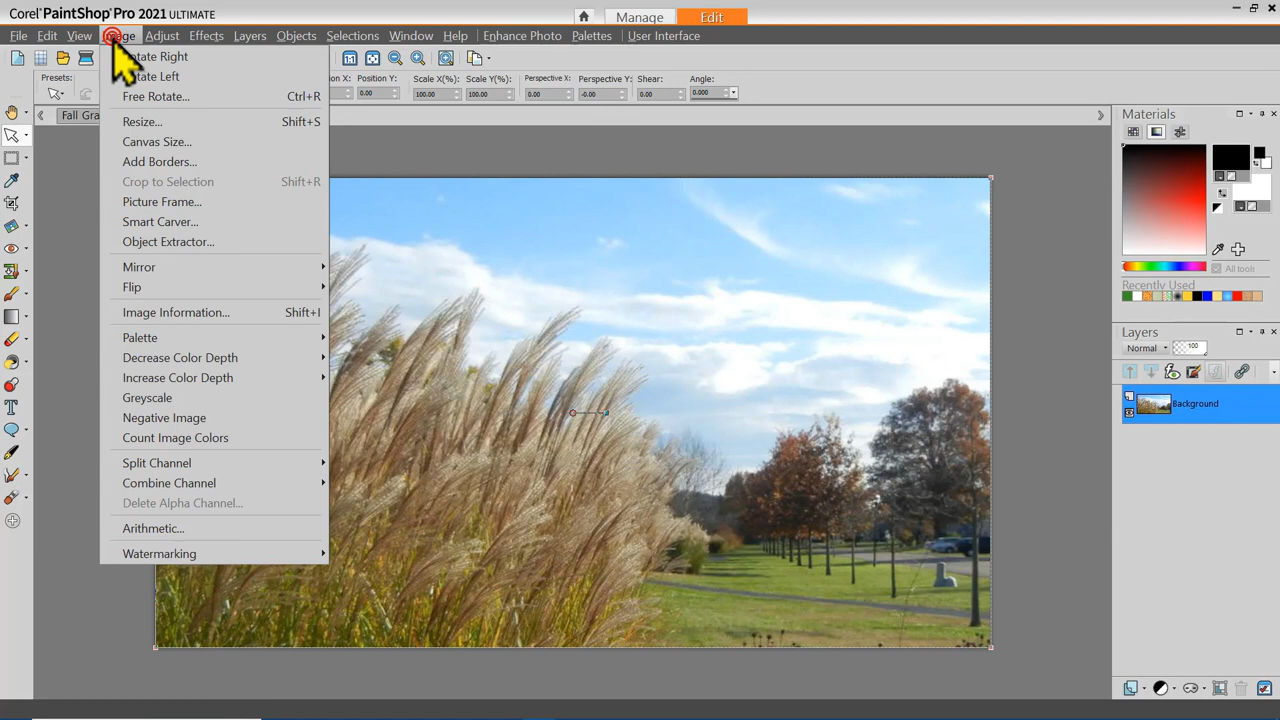 Corel® PaintShop® Pro 2021 ULTIMATE
Manage
Edit
File Edit View Image Adjust Effects Layers Objects Selections Window Help Enhance Photo Palettes User Interface
Presets:
X: Position Y: Scale X(%): Scale Y(%): Perspective X: Perspective Y: Shear: Angle:
0.00 100.00 100.00 0.00 -0.00 0.00 0.000
Fall Gra
Rotate Right
Rotate Left
Free Rotate... Ctrl+R
Resize... Shift+S
Canvas Size...
Add Borders...
Crop to Selection Shift+R
Picture Frame...
Smart Carver...
Object Extractor...
Mirror
Flip
Image Information... Shift+I
Palette
Decrease Color Depth
Increase Color Depth
Greyscale
Negative Image
Count Image Colors
Split Channel
Combine Channel
Delete Alpha Channel...
Arithmetic...
Watermarking
Materials
All tools
Recently Used
Layers
Normal 100
Background